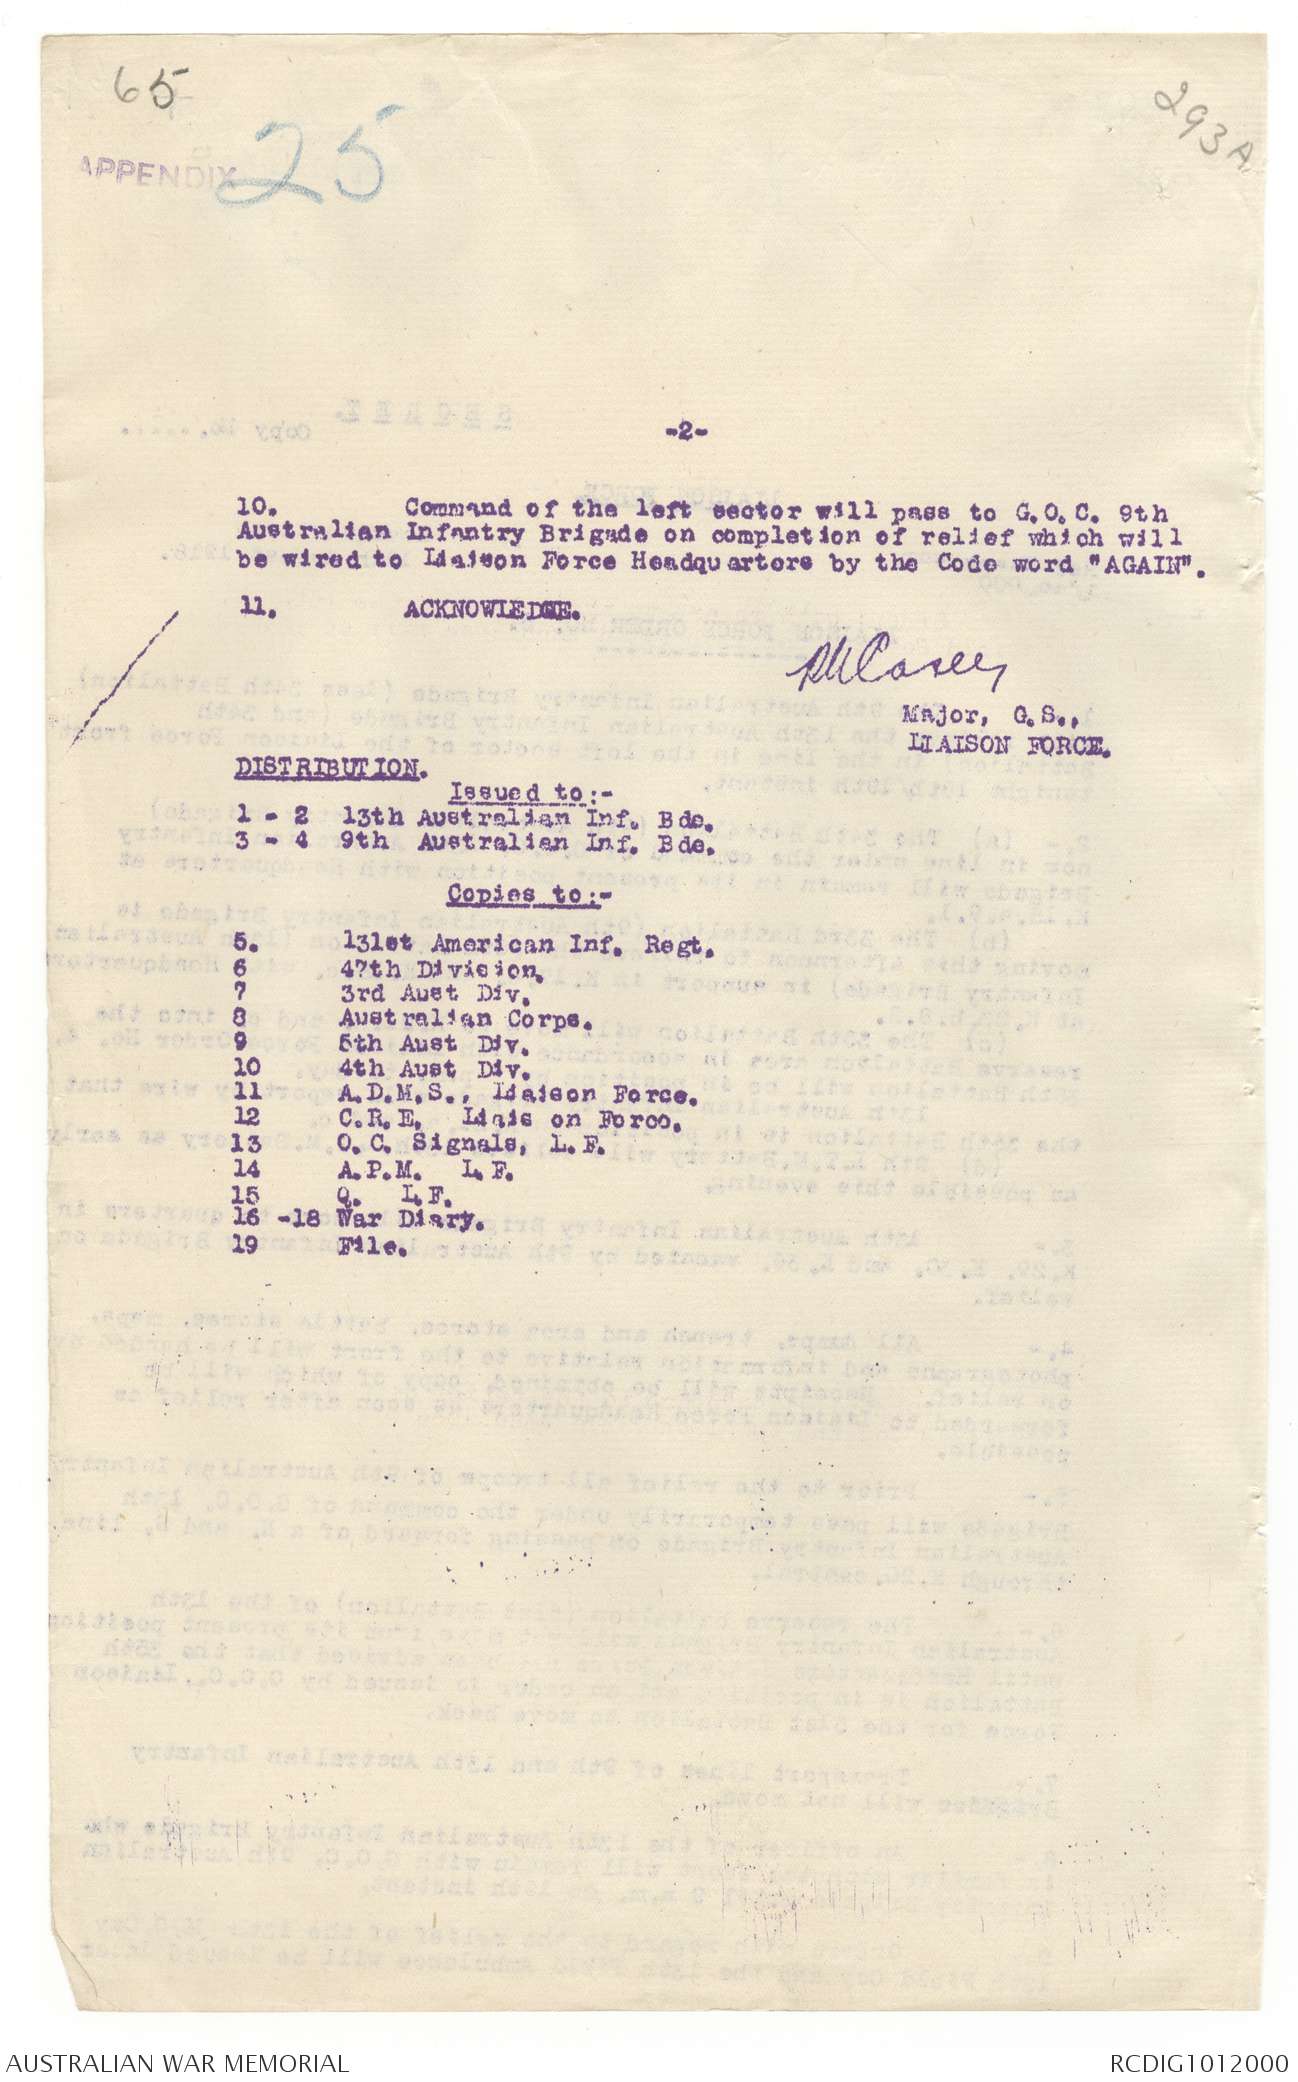 65
293A
APPENDIX 25
-2-
10. Command of the left sector will pass to G.O.C. 9th
Australian Infantry Brigade on completion of relief which will
be wired to Liaison Force Headquarters by the Code word "AGAIN".
11. ACKNOWLEDGE.
Casey
Major, G.S.,
LIAISON FORCE.
DISTRIBUTION.
Issued to:-
1 - 2 13th Australian Inf. Bde.
3 - 4 9th Australian Inf. Bde.
Copies to:-
5. 131st American Inf. Regt.
6 47th Division.
7 3rd Aust Div.
8 Australian Corps.
9 5th Aust Div.
10 4th Aust Div.
11 A.D.M.S., Liaison Force.
12 C.R.E. Liais on Force.
13 O.C. Signals, L.F.
14 A.P.M. L.F.
15 Q. L.F.
16 -18 War Diary.
19 File.
AUSTRALIAN WAR MEMORIAL
RCDIG1012000